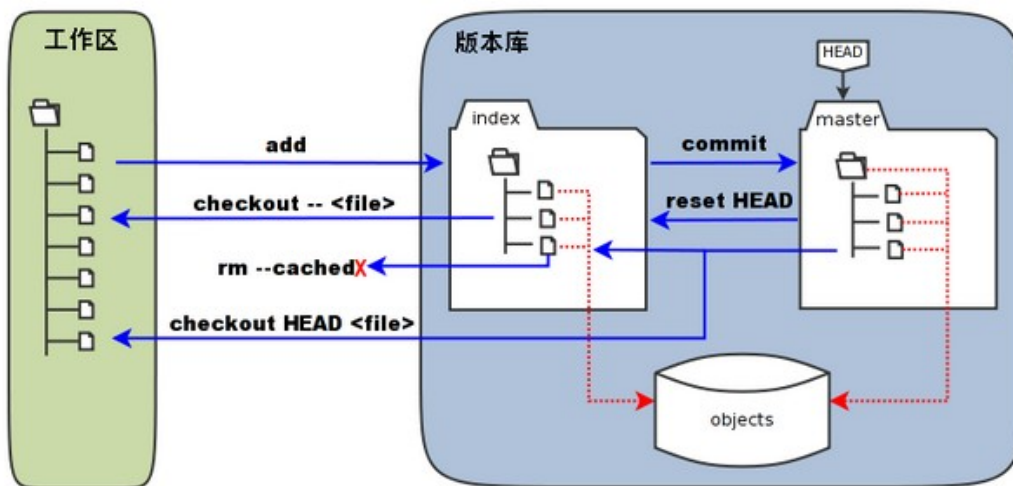 工作区
版本库
HEAD
index
master
add
commit
checkout -- <file>
reset HEAD
rm --cached
X
checkout HEAD <file>
objects